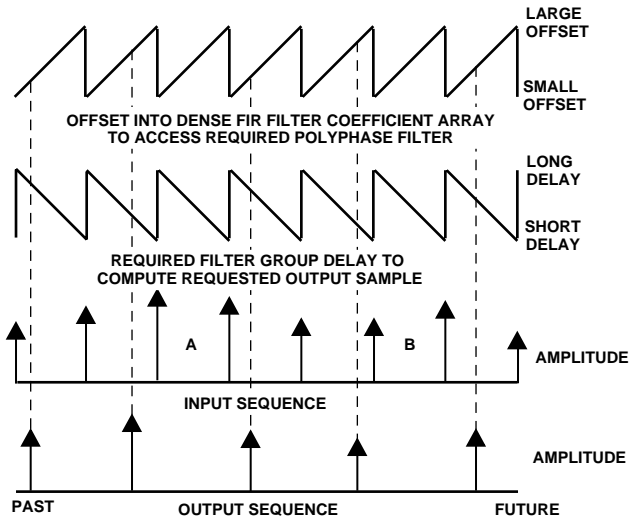 LARGE
OFFSET
SMALL
OFFSET
OFFSET INTO DENSE FIR FILTER COEFFICIENT ARRAY
TO ACCESS REQUIRED POLYPHASE FILTER
LONG
DELAY
SHORT
DELAY
REQUIRED FILTER GROUP DELAY TO
COMPUTE REQUESTED OUTPUT SAMPLE
A
B
AMPLITUDE
INPUT SEQUENCE
AMPLITUDE
PAST
OUTPUT SEQUENCE
FUTURE